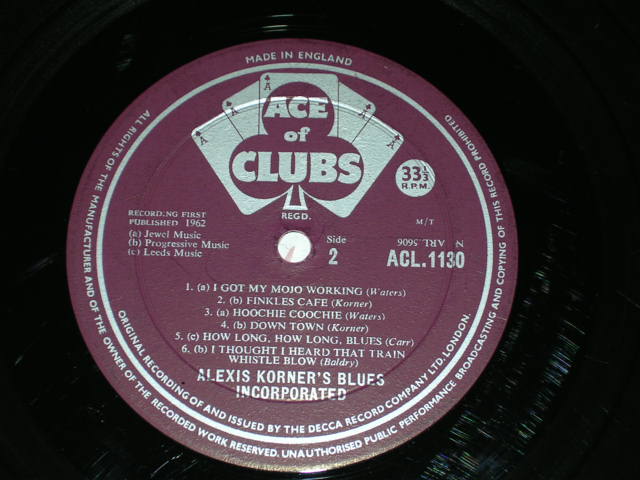 MADE IN ENGLAND
A A A A A
ACE
of
CLUBS
REGD.
33⅓
R.P.M.
RECORDING FIRST
PUBLISHED 1962
(a) Jewel Music
(b) Progressive Music
(c) Leeds Music
Side
2
M/T
N ARL 5606
ACL.1130
1. (a) I GOT MY MOJO WORKING (Waters)
2. (b) FINKLES CAFE (Korner)
3. (a) HOOCHIE COOCHIE (Waters)
4. (b) DOWN TOWN (Korner)
5. (c) HOW LONG, HOW LONG, BLUES (Carr)
6. (b) I THOUGHT I HEARD THAT TRAIN
WHISTLE BLOW (Baldry)
ALEXIS KORNER'S BLUES
INCORPORATED
ALL RIGHTS OF THE MANUFACTURER AND OF THE OWNER OF THE RECORDED WORK RESERVED. UNAUTHORISED PUBLIC PERFORMANCE BROADCASTING AND COPYING OF THIS RECORD PROHIBITED
ORIGINAL RECORDING OF AND ISSUED BY THE DECCA RECORD COMPANY LTD. LONDON.